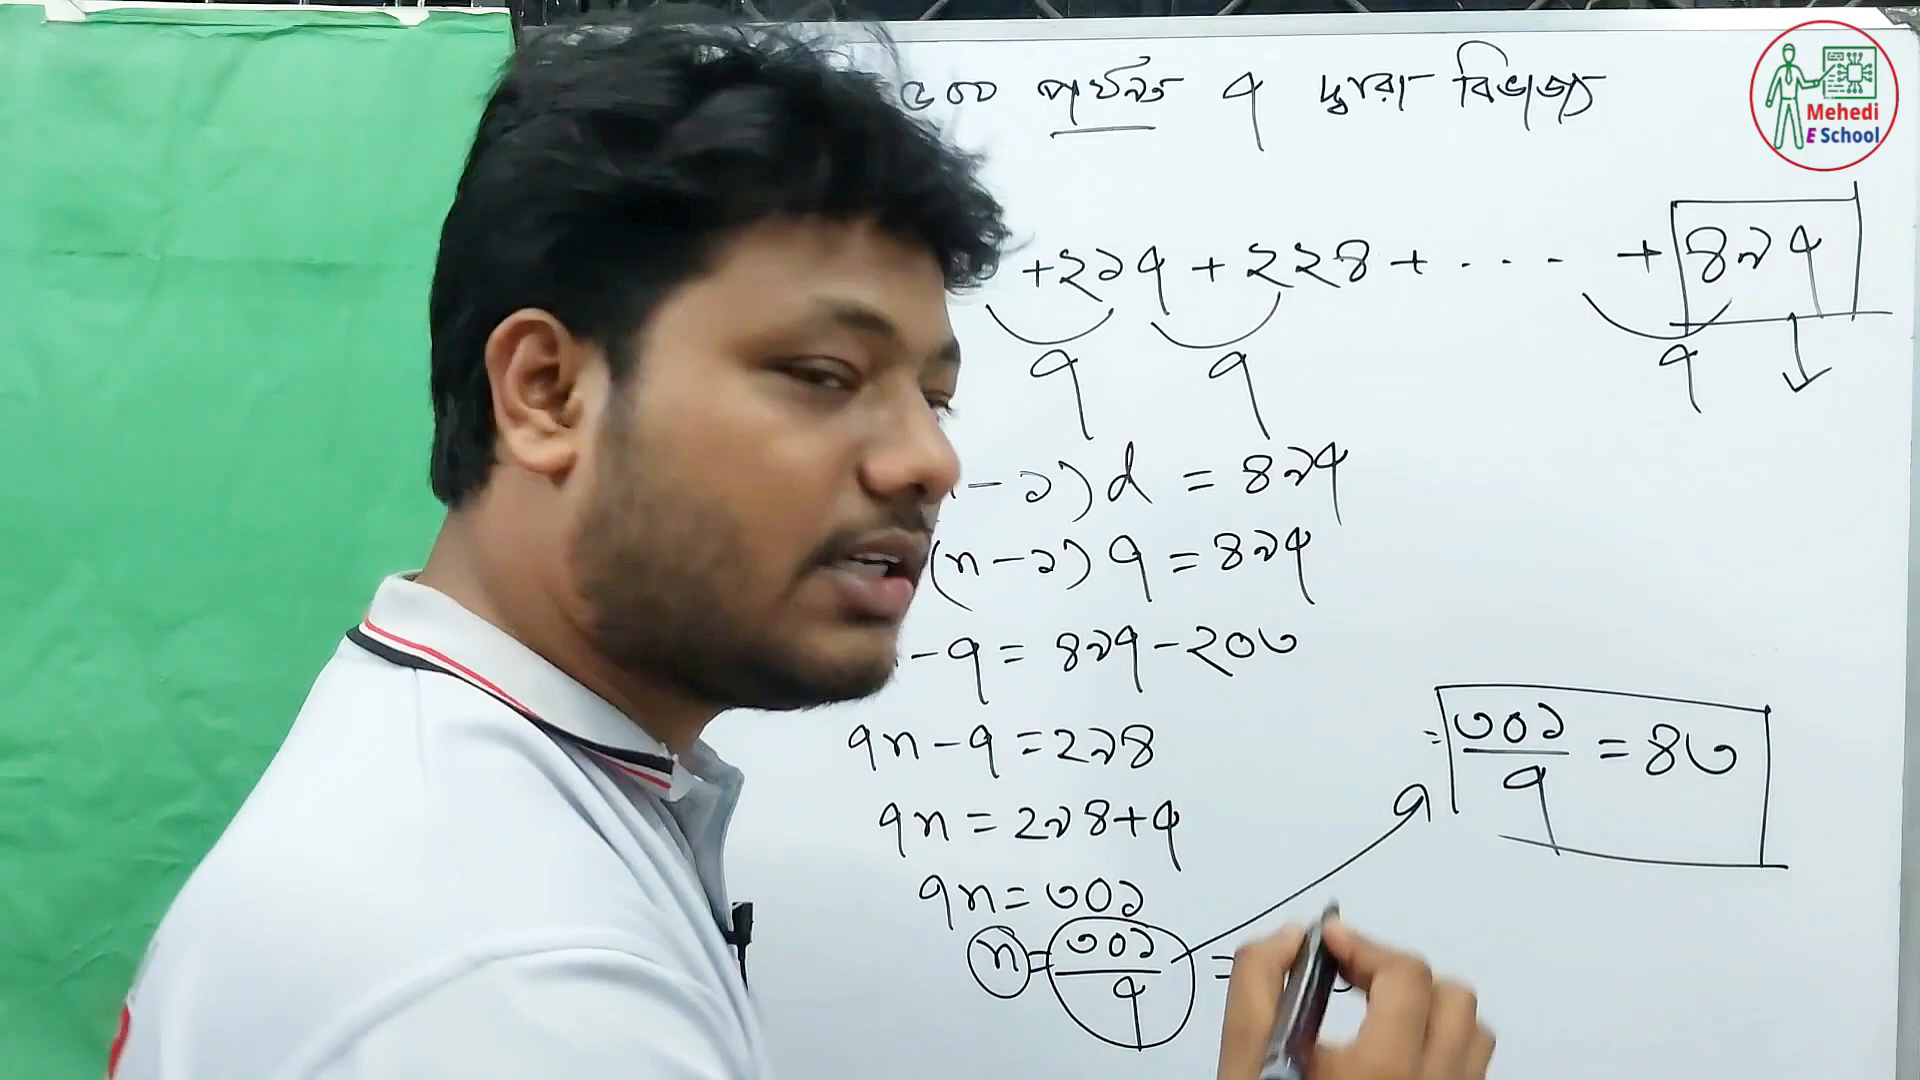 ৫০০ পর্যন্ত ৭ দ্বারা বিভাজ্য
Mehedi
E School
+২১৭ + ২২৪ + . . . . + ৪৯৭
৭ ৭ ৭
- ১) d = ৪৯৭
(n - ১) ৭ = ৪৯৭
- ৭ = ৪৯৭ - ২০৩
৭n - ৭ = ২৯৪
৭n = ২৯৪ + ৭
৭n = ৩০১
n = ৩০১/৭ =
= ৩০১/৭ = ৪৩